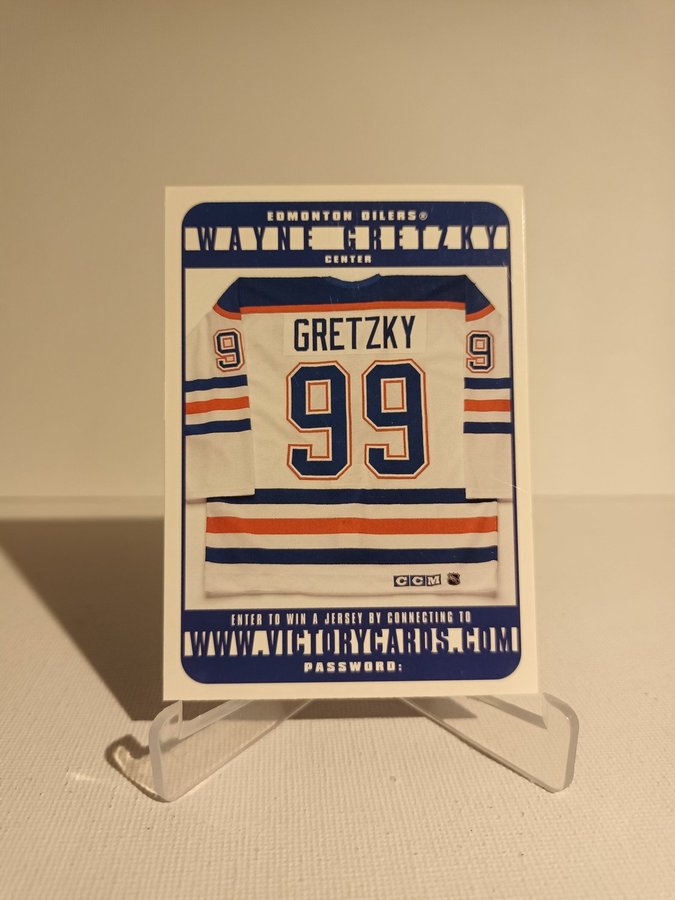 EDMONTON OILERS®
WAYNE GRETZKY
CENTER
GRETZKY
9 9
99
CCM
ENTER TO WIN A JERSEY BY CONNECTING TO
WWW.VICTORYCARDS.COM
PASSWORD: